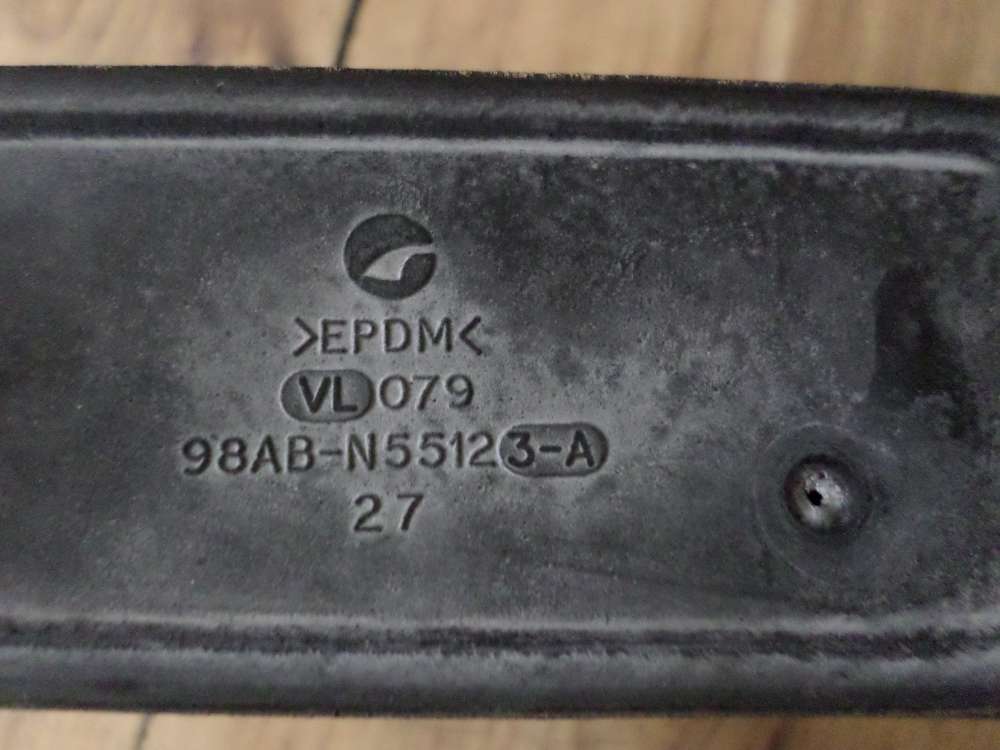 >EPDM<
VL079
98AB-N55123-A
27